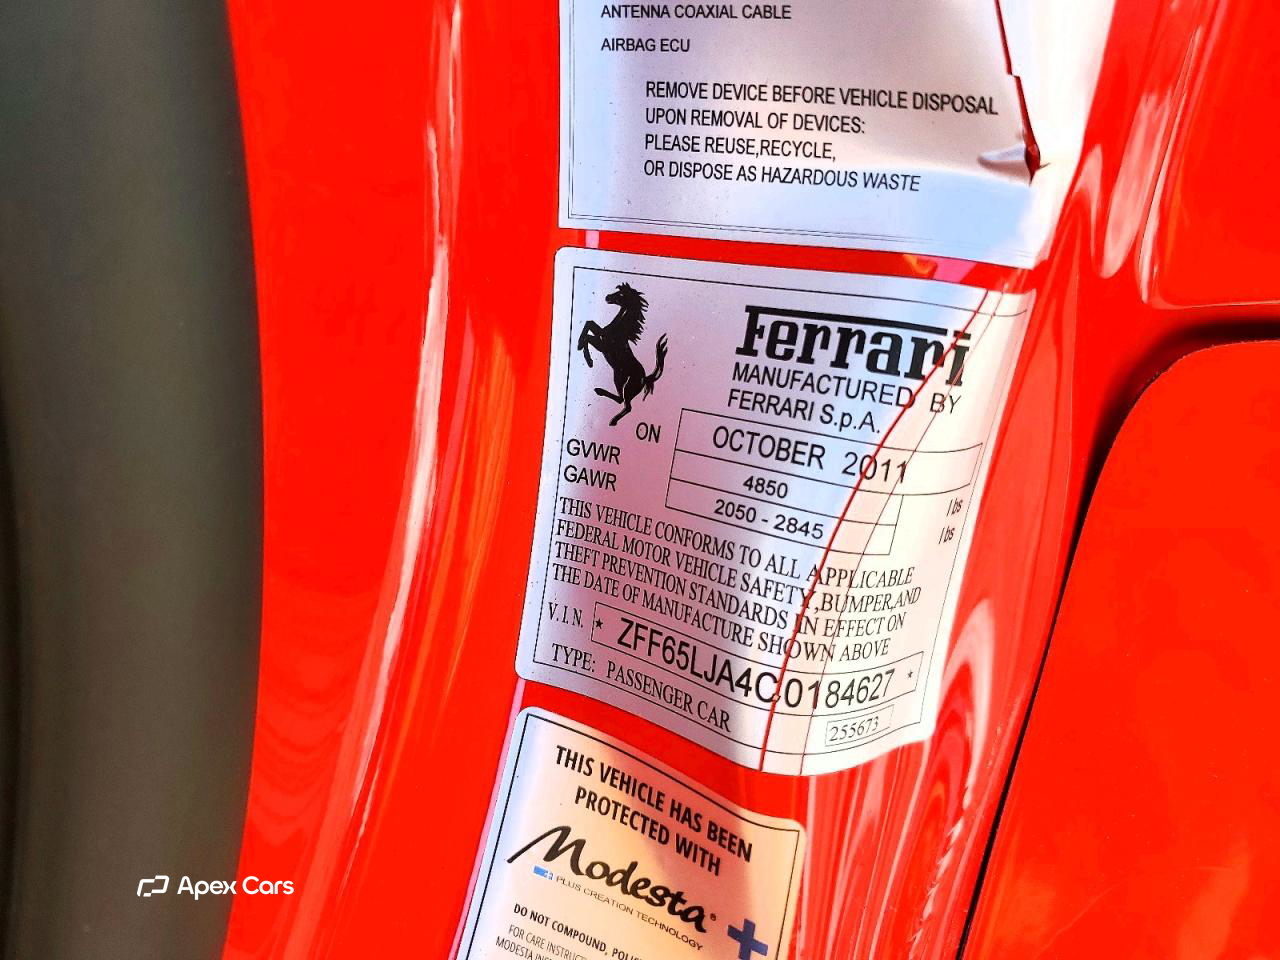 ANTENNA COAXIAL CABLE
AIRBAG ECU
REMOVE DEVICE BEFORE VEHICLE DISPOSAL
UPON REMOVAL OF DEVICES:
PLEASE REUSE,RECYCLE,
OR DISPOSE AS HAZARDOUS WASTE
Ferrari
MANUFACTURED BY
FERRARI S.p.A.
ON OCTOBER 2011
GVWR 4850 lbs
GAWR 2050 - 2845 lbs
THIS VEHICLE CONFORMS TO ALL APPLICABLE
FEDERAL MOTOR VEHICLE SAFETY,BUMPER,AND
THEFT PREVENTION STANDARDS IN EFFECT ON
THE DATE OF MANUFACTURE SHOWN ABOVE
V.I.N. * ZFF65LJA4C0184627 *
TYPE: PASSENGER CAR 255673
THIS VEHICLE HAS BEEN
PROTECTED WITH
Modesta®
PLUS CREATION TECHNOLOGY
DO NOT COMPOUND,
FOR CARE
MODESTA
Apex Cars